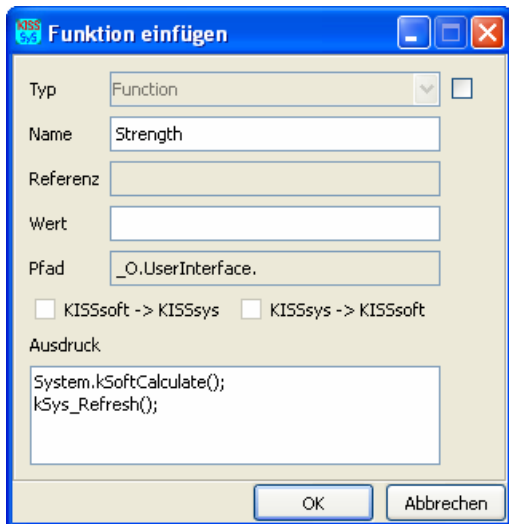 KISS
SyS
Funktion einfügen
Typ Function
Name Strength
Referenz
Wert
Pfad _O.UserInterface.
KISSsoft -> KISSsys KISSsys -> KISSsoft
Ausdruck
System.kSoftCalculate();
kSys_Refresh();
OK Abbrechen